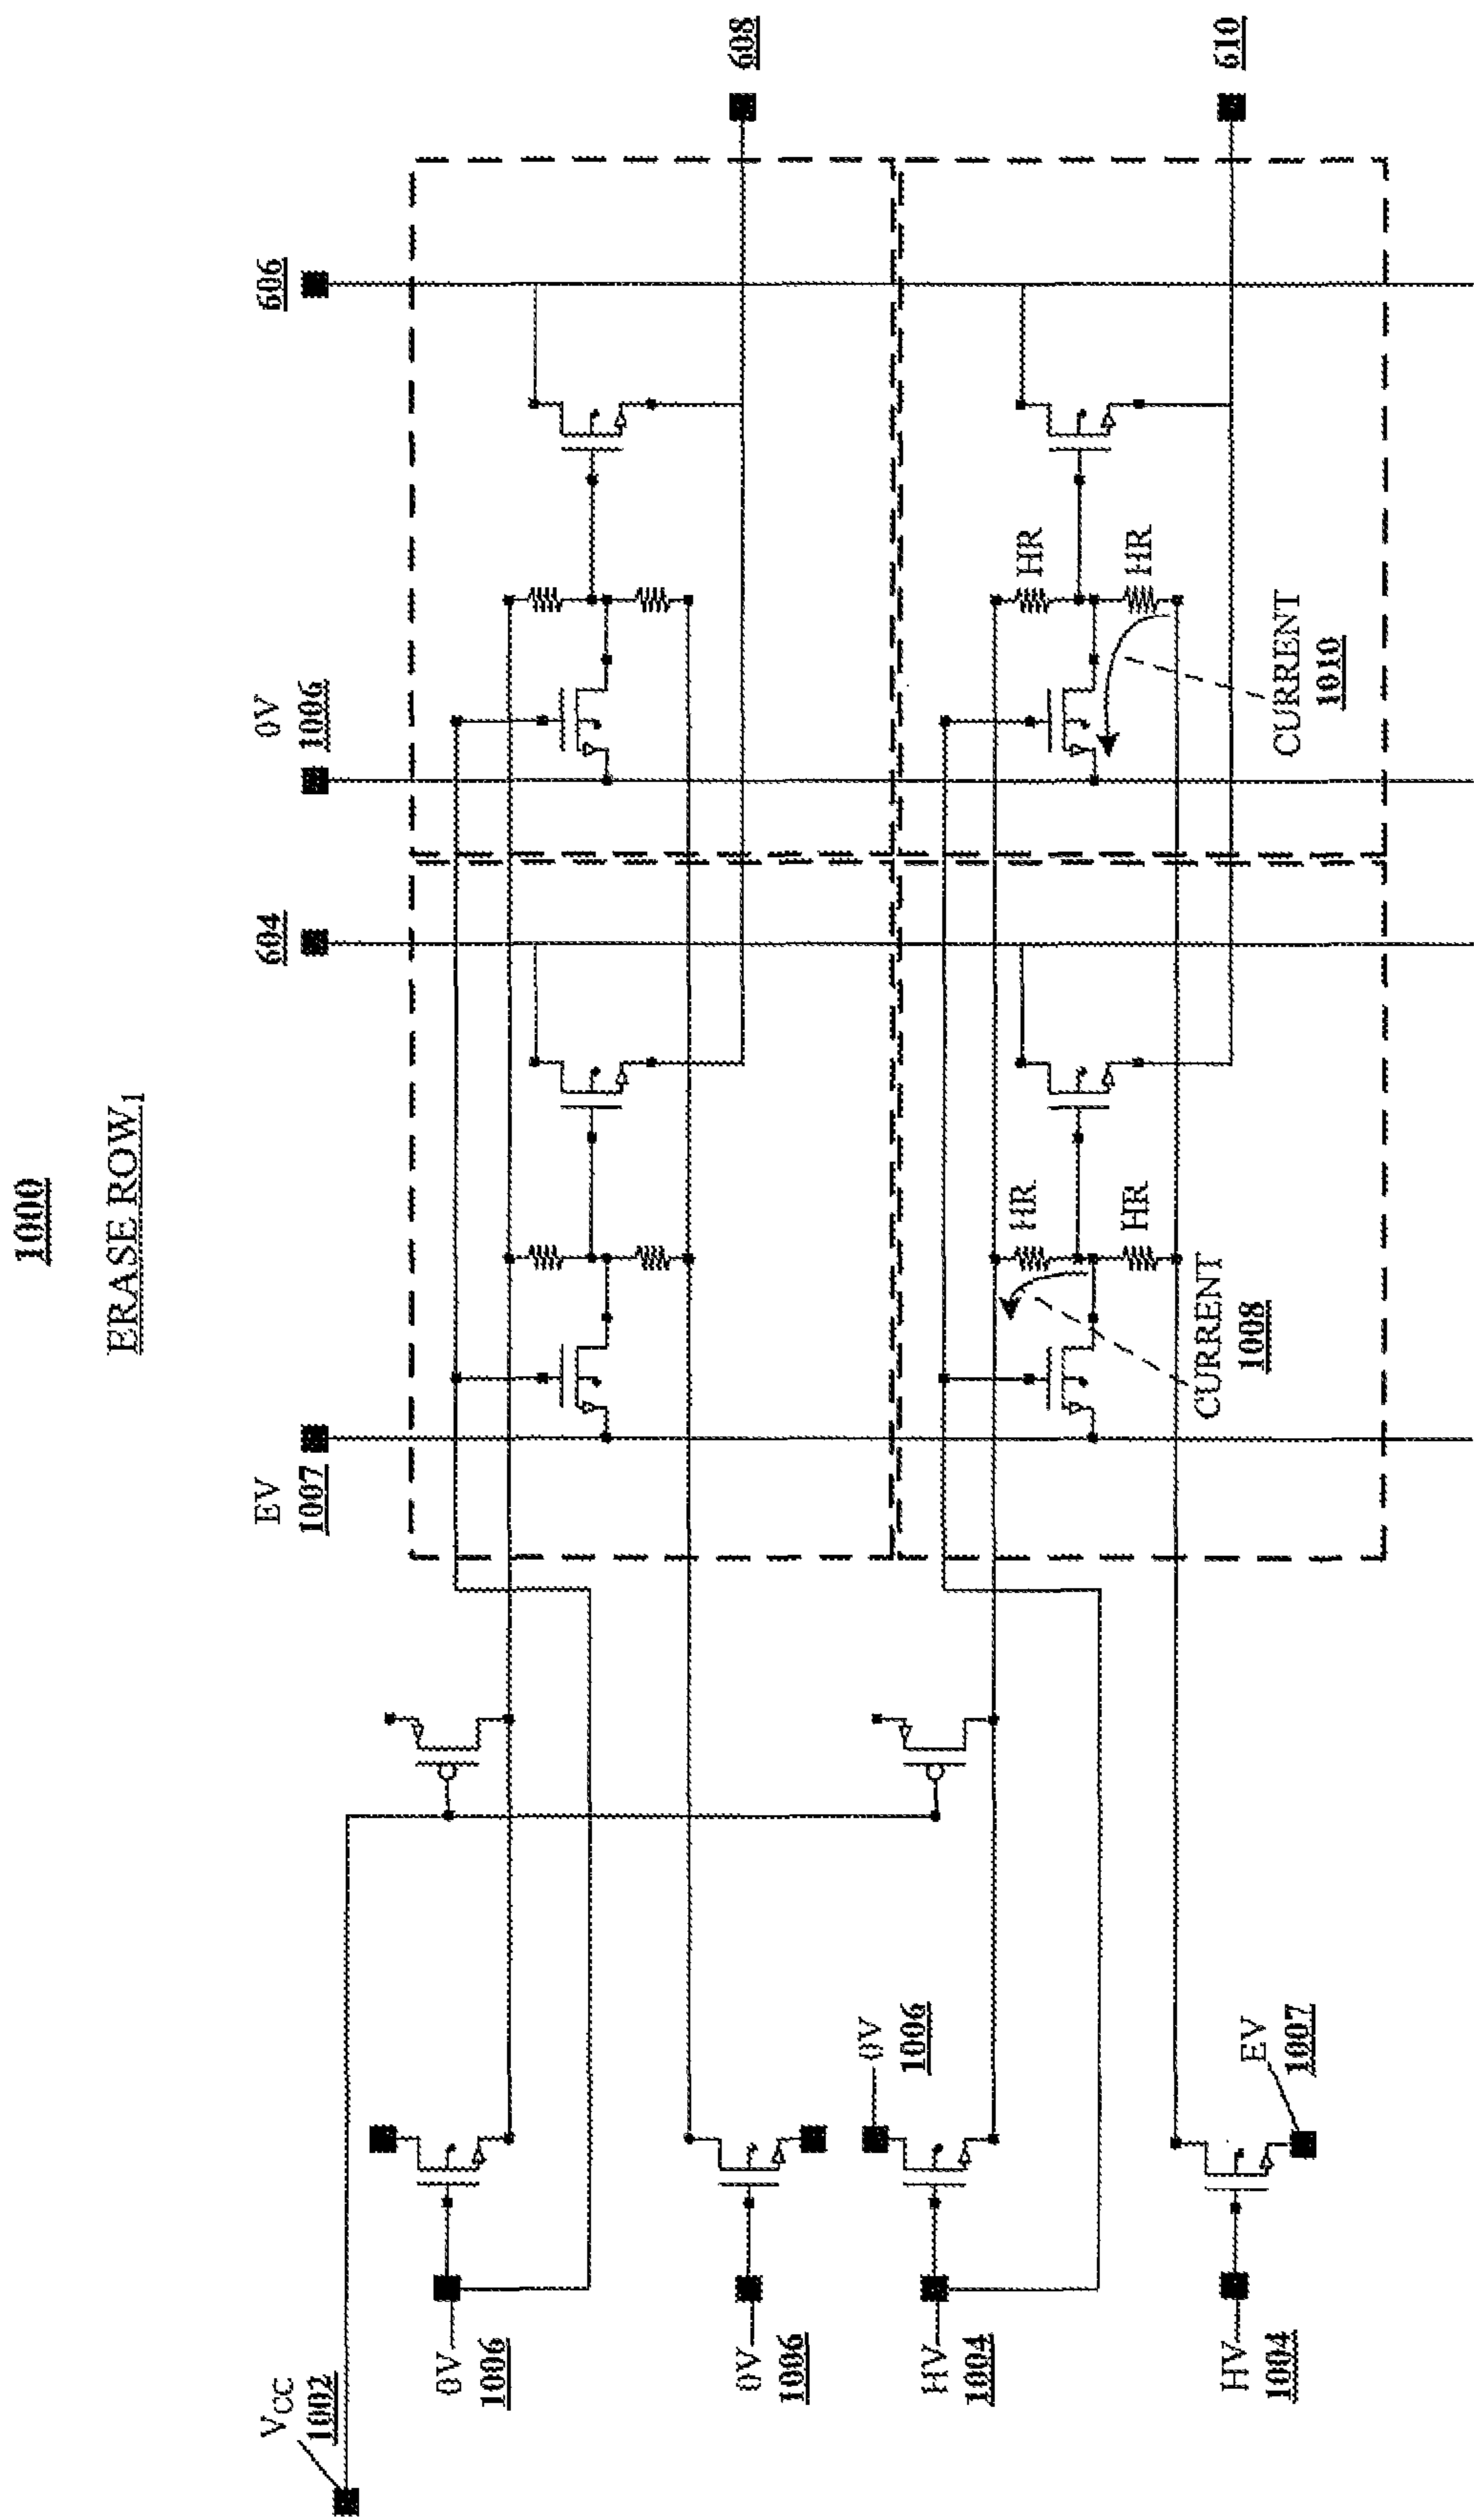 1000
ERASE ROW1
EV
1007
604
0V
1006
606
608
610
HR
HR
CURRENT
1008
HR
HR
CURRENT
1010
VCC
1002
0V
1006
0V
1006
HV
1004
0V
1006
HV
1004
EV
1007